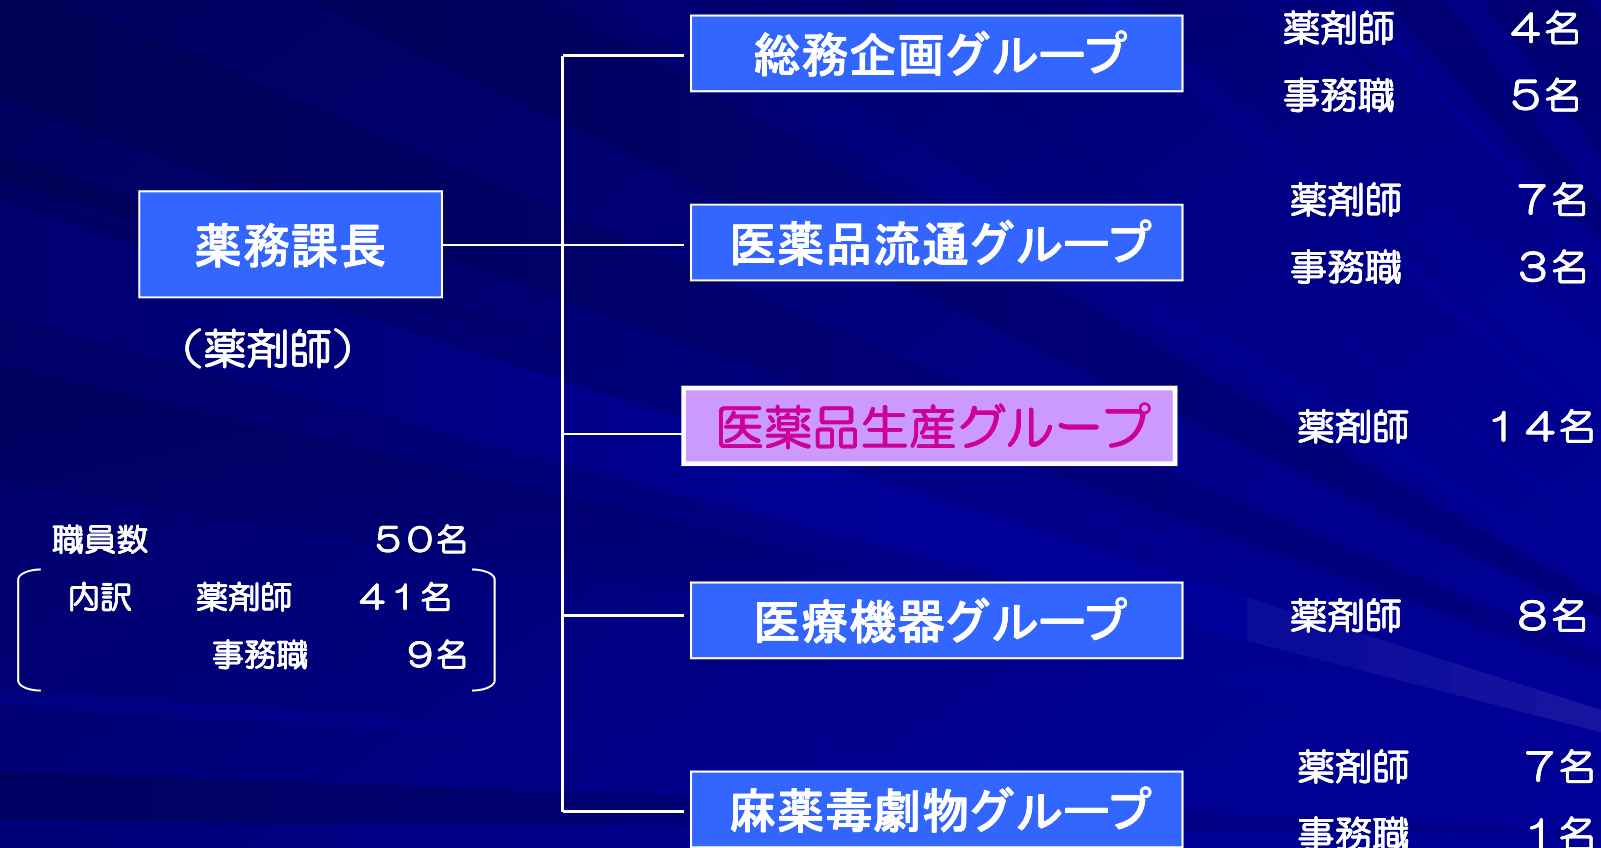 総務企画グループ
薬剤師 ４名
事務職 ５名
薬務課長
（薬剤師）
医薬品流通グループ
薬剤師 ７名
事務職 ３名
医薬品生産グループ
薬剤師 １４名
職員数 ５０名
内訳 薬剤師 ４１名
事務職 ９名
医療機器グループ
薬剤師 ８名
麻薬毒劇物グループ
薬剤師 ７名
事務職 １名